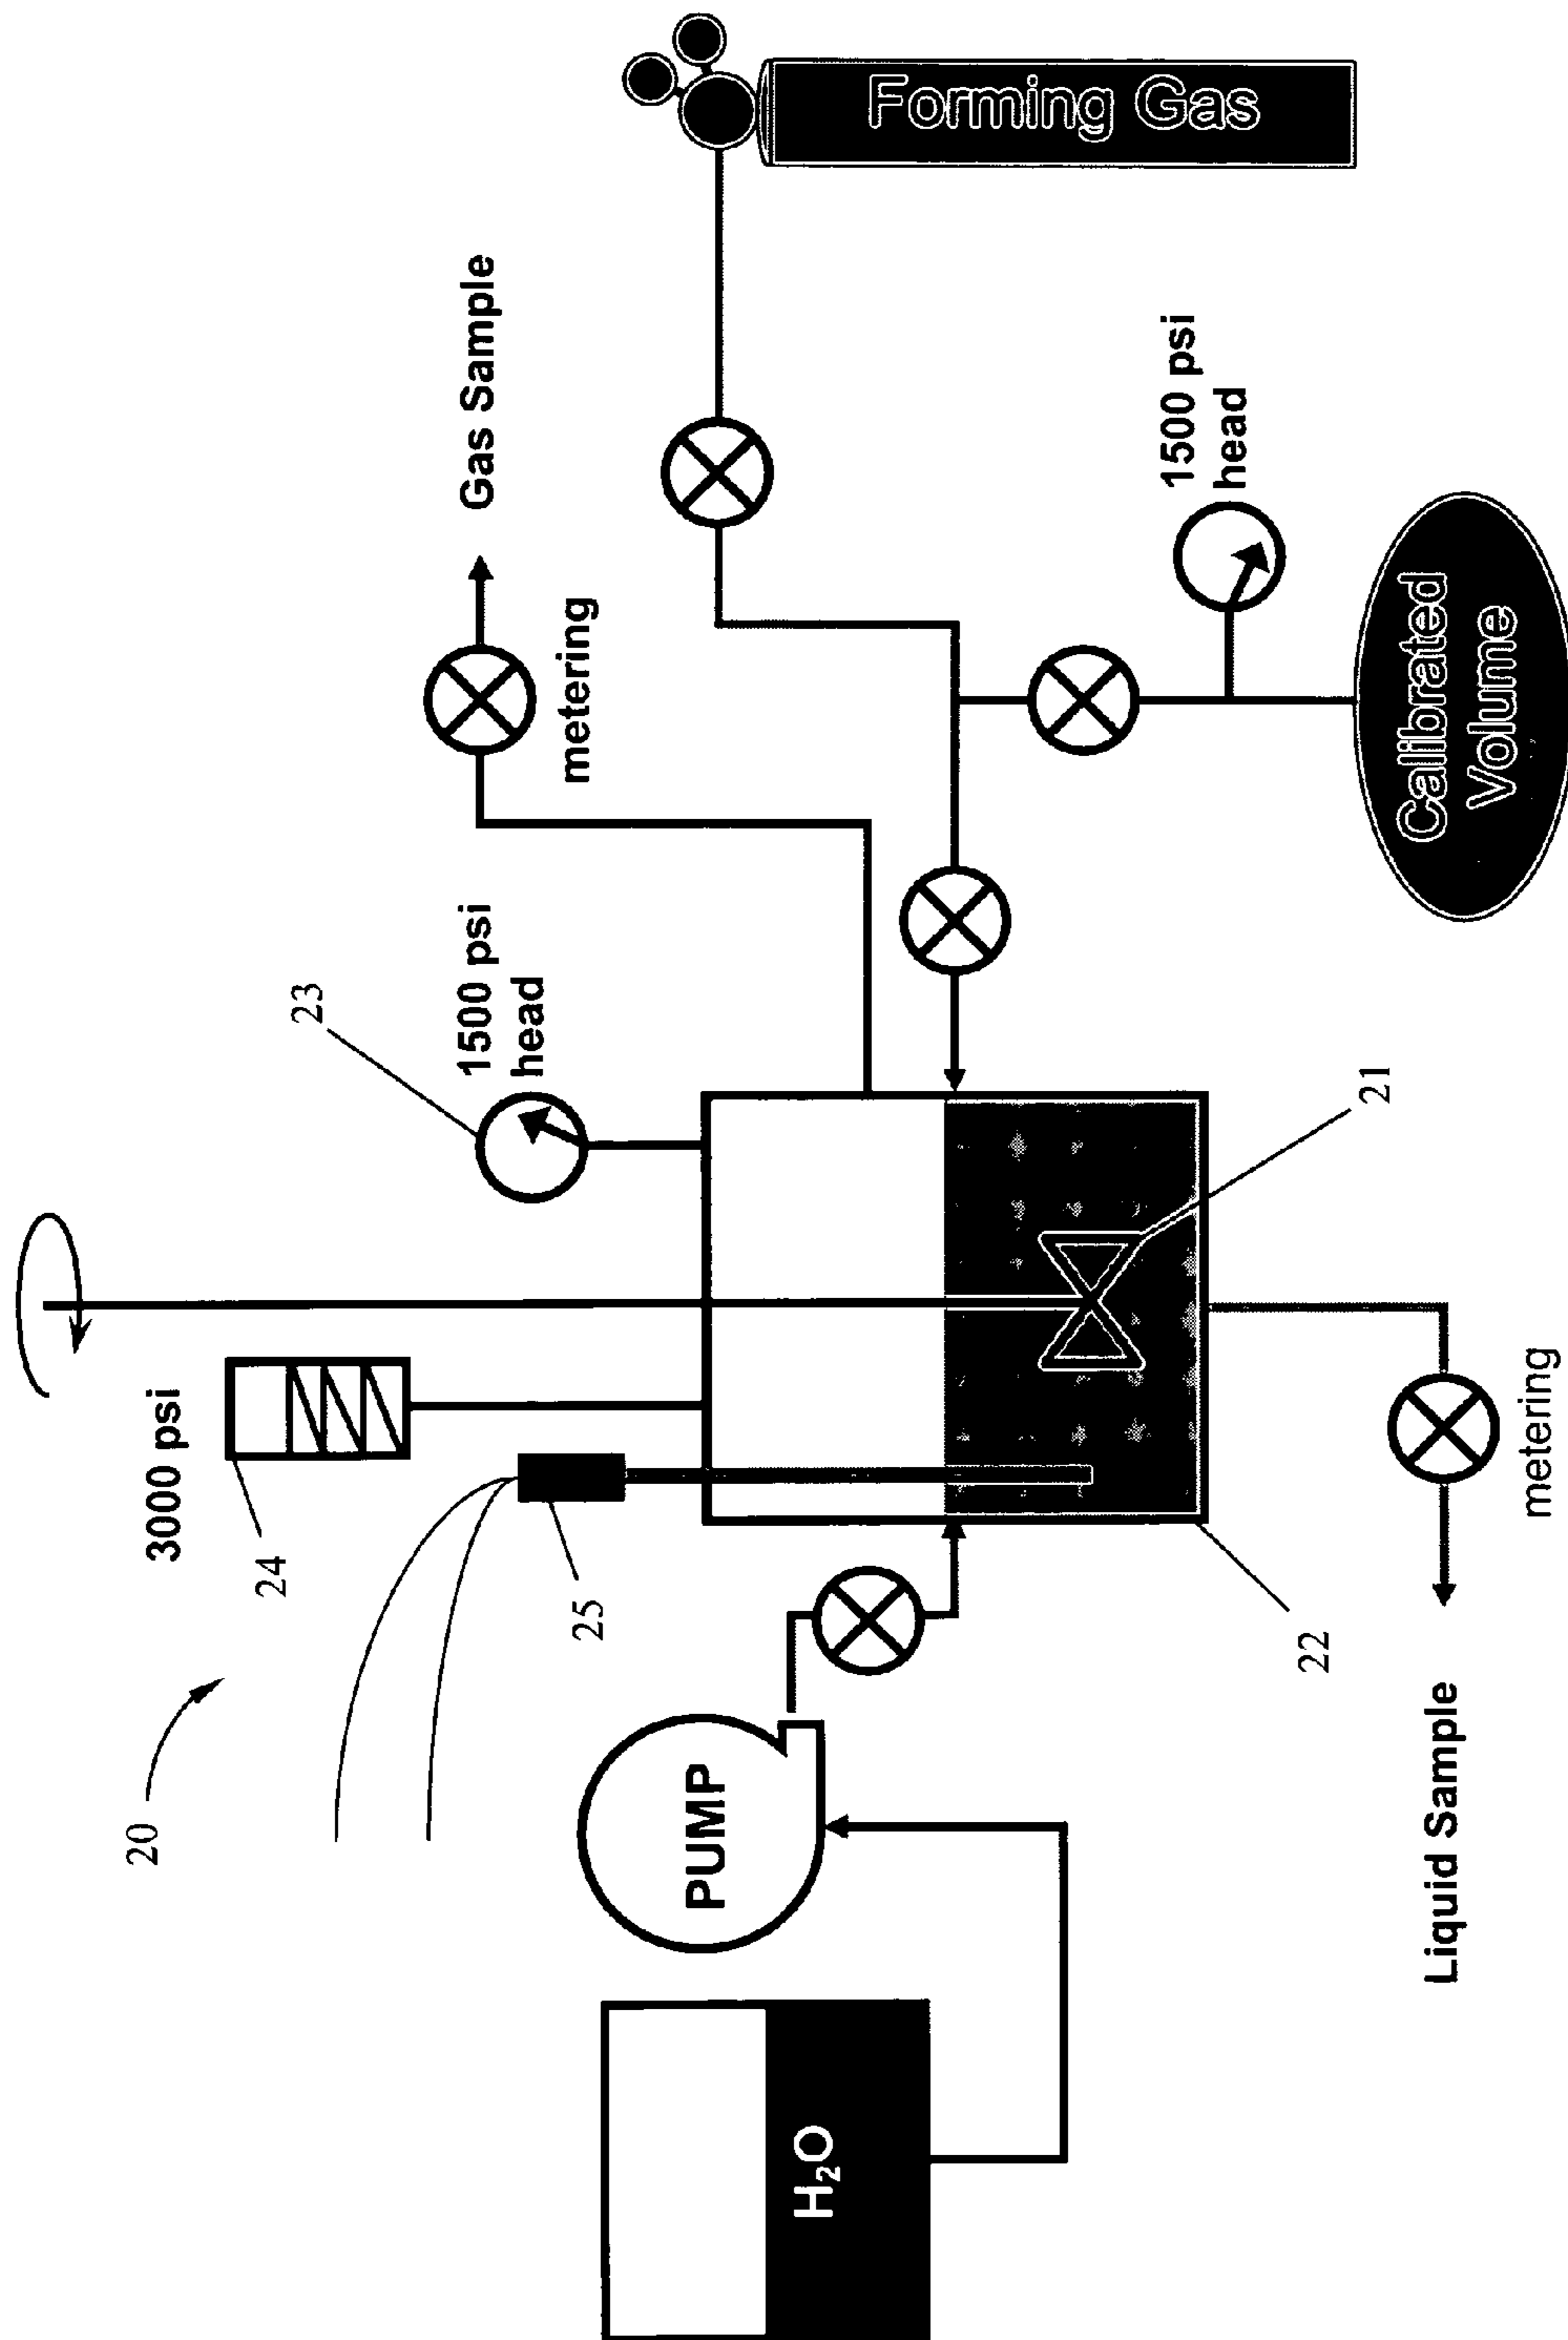 20
3000 psi
24
25
23
1500 psi
head
Gas Sample
metering
Forming Gas
PUMP
H₂O
22
21
1500 psi
head
Calibrated
Volume
Liquid Sample
metering